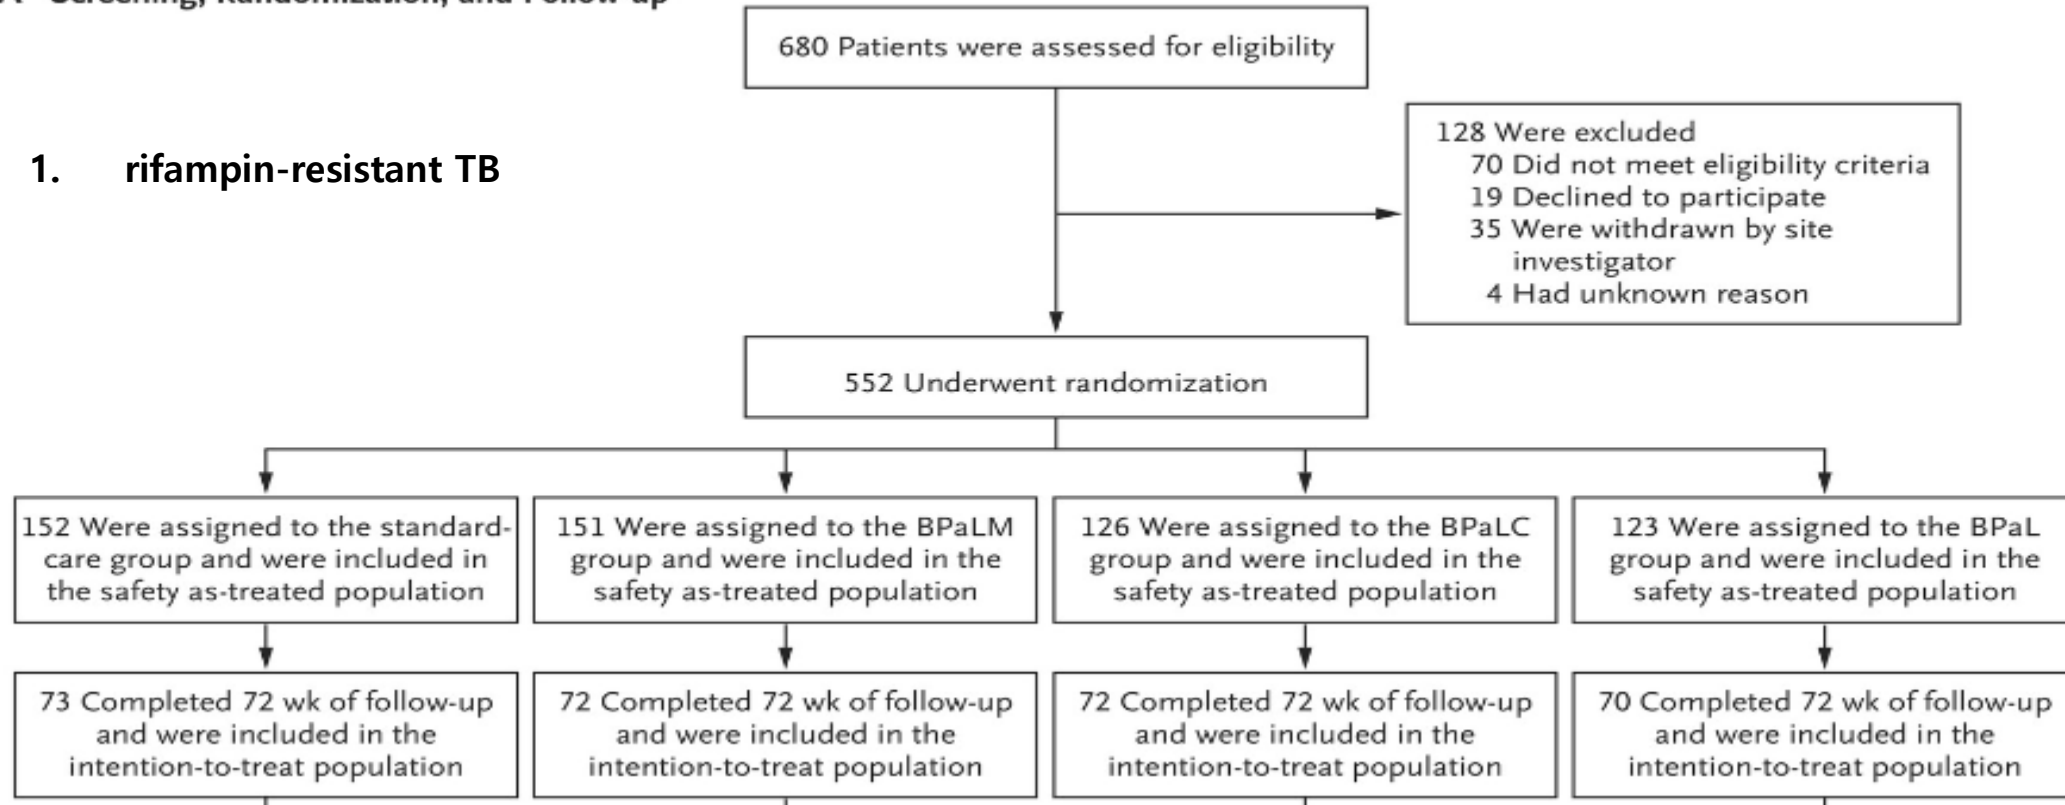 Screening, Randomization, and Follow-up
680 Patients were assessed for eligibility
1. rifampin-resistant TB
128 Were excluded
70 Did not meet eligibility criteria
19 Declined to participate
35 Were withdrawn by site
investigator
4 Had unknown reason
552 Underwent randomization
152 Were assigned to the standard-
care group and were included in
the safety as-treated population
151 Were assigned to the BPaLM
group and were included in the
safety as-treated population
126 Were assigned to the BPaLC
group and were included in the
safety as-treated population
123 Were assigned to the BPaL
group and were included in the
safety as-treated population
73 Completed 72 wk of follow-up
and were included in the
intention-to-treat population
72 Completed 72 wk of follow-up
and were included in the
intention-to-treat population
72 Completed 72 wk of follow-up
and were included in the
intention-to-treat population
70 Completed 72 wk of follow-up
and were included in the
intention-to-treat population